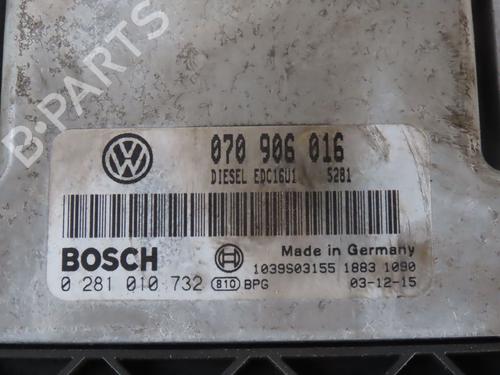 B-PARTS
VW
070 906 016
DIESEL EDC16U1 5281
BOSCH
Made in Germany
0 281 010 732 810 BPG
1039S03155 1883 1090
03-12-15